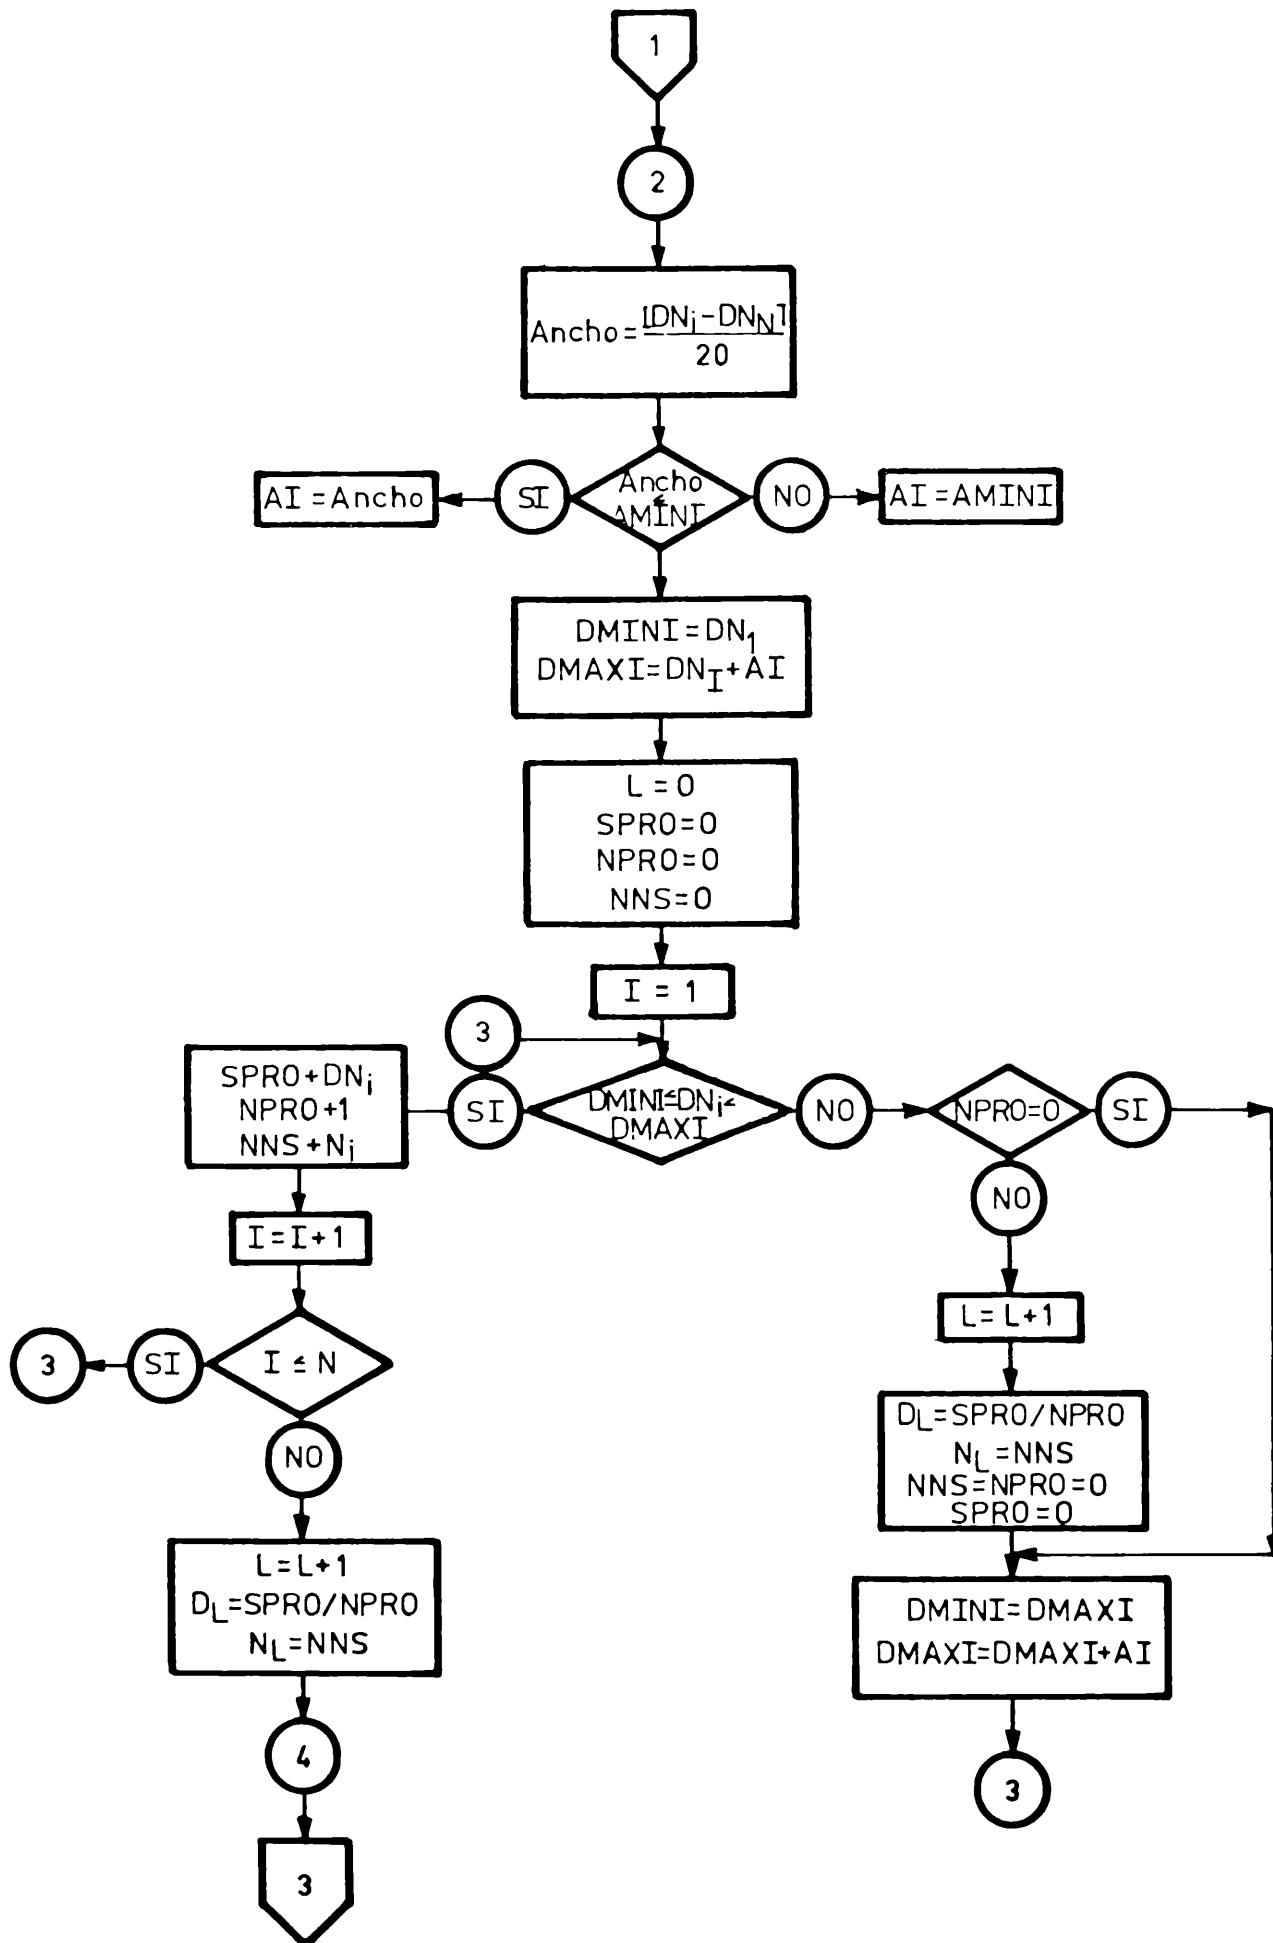 1
2
Ancho = [DNi - DNN]
20
AI = Ancho
SI
Ancho
≤
AMINI
NO
AI = AMINI
DMINI = DN1
DMAXI = DNI + AI
L = 0
SPRO = 0
NPRO = 0
NNS = 0
I = 1
3
SPRO + DNi
NPRO + 1
NNS + Ni
SI
DMINI ≤ DNi ≤
DMAXI
NO
NPRO = 0
SI
NO
I = I + 1
L = L + 1
3
SI
I ≤ N
NO
DL = SPRO/NPRO
NL = NNS
NNS = NPRO = 0
SPRO = 0
L = L + 1
DL = SPRO/NPRO
NL = NNS
DMINI = DMAXI
DMAXI = DMAXI + AI
4
3
3